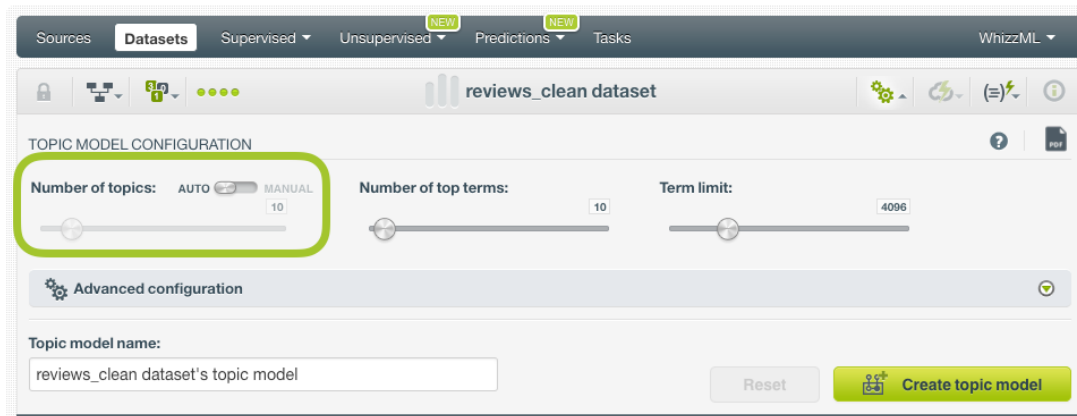 NEW NEW
Sources Datasets Supervised Unsupervised Predictions Tasks WhizzML
reviews_clean dataset
TOPIC MODEL CONFIGURATION
PDF
Number of topics: AUTO MANUAL Number of top terms: Term limit:
10 10 4096
Advanced configuration
Topic model name:
reviews_clean dataset's topic model
Reset Create topic model